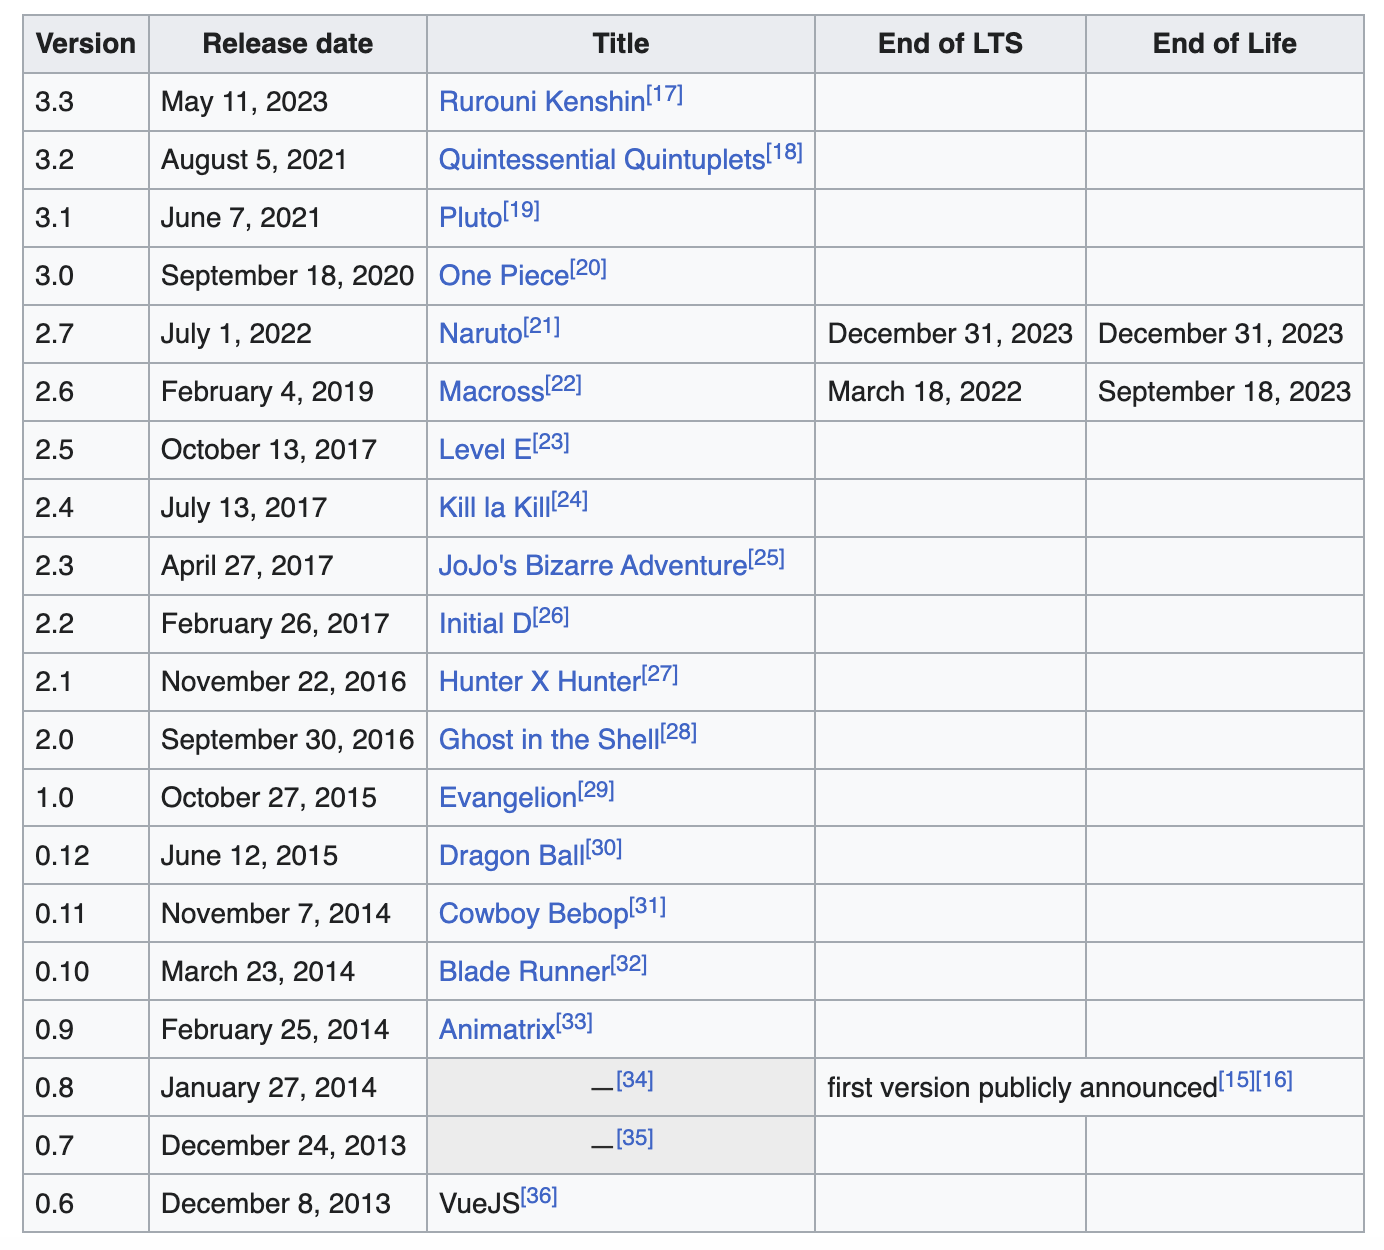 Version Release date Title End of LTS End of Life
3.3 May 11, 2023 Rurouni Kenshin[17]
3.2 August 5, 2021 Quintessential Quintuplets[18]
3.1 June 7, 2021 Pluto[19]
3.0 September 18, 2020 One Piece[20]
2.7 July 1, 2022 Naruto[21] December 31, 2023 December 31, 2023
2.6 February 4, 2019 Macross[22] March 18, 2022 September 18, 2023
2.5 October 13, 2017 Level E[23]
2.4 July 13, 2017 Kill la Kill[24]
2.3 April 27, 2017 JoJo's Bizarre Adventure[25]
2.2 February 26, 2017 Initial D[26]
2.1 November 22, 2016 Hunter X Hunter[27]
2.0 September 30, 2016 Ghost in the Shell[28]
1.0 October 27, 2015 Evangelion[29]
0.12 June 12, 2015 Dragon Ball[30]
0.11 November 7, 2014 Cowboy Bebop[31]
0.10 March 23, 2014 Blade Runner[32]
0.9 February 25, 2014 Animatrix[33]
0.8 January 27, 2014 —[34] first version publicly announced[15][16]
0.7 December 24, 2013 —[35]
0.6 December 8, 2013 VueJS[36]